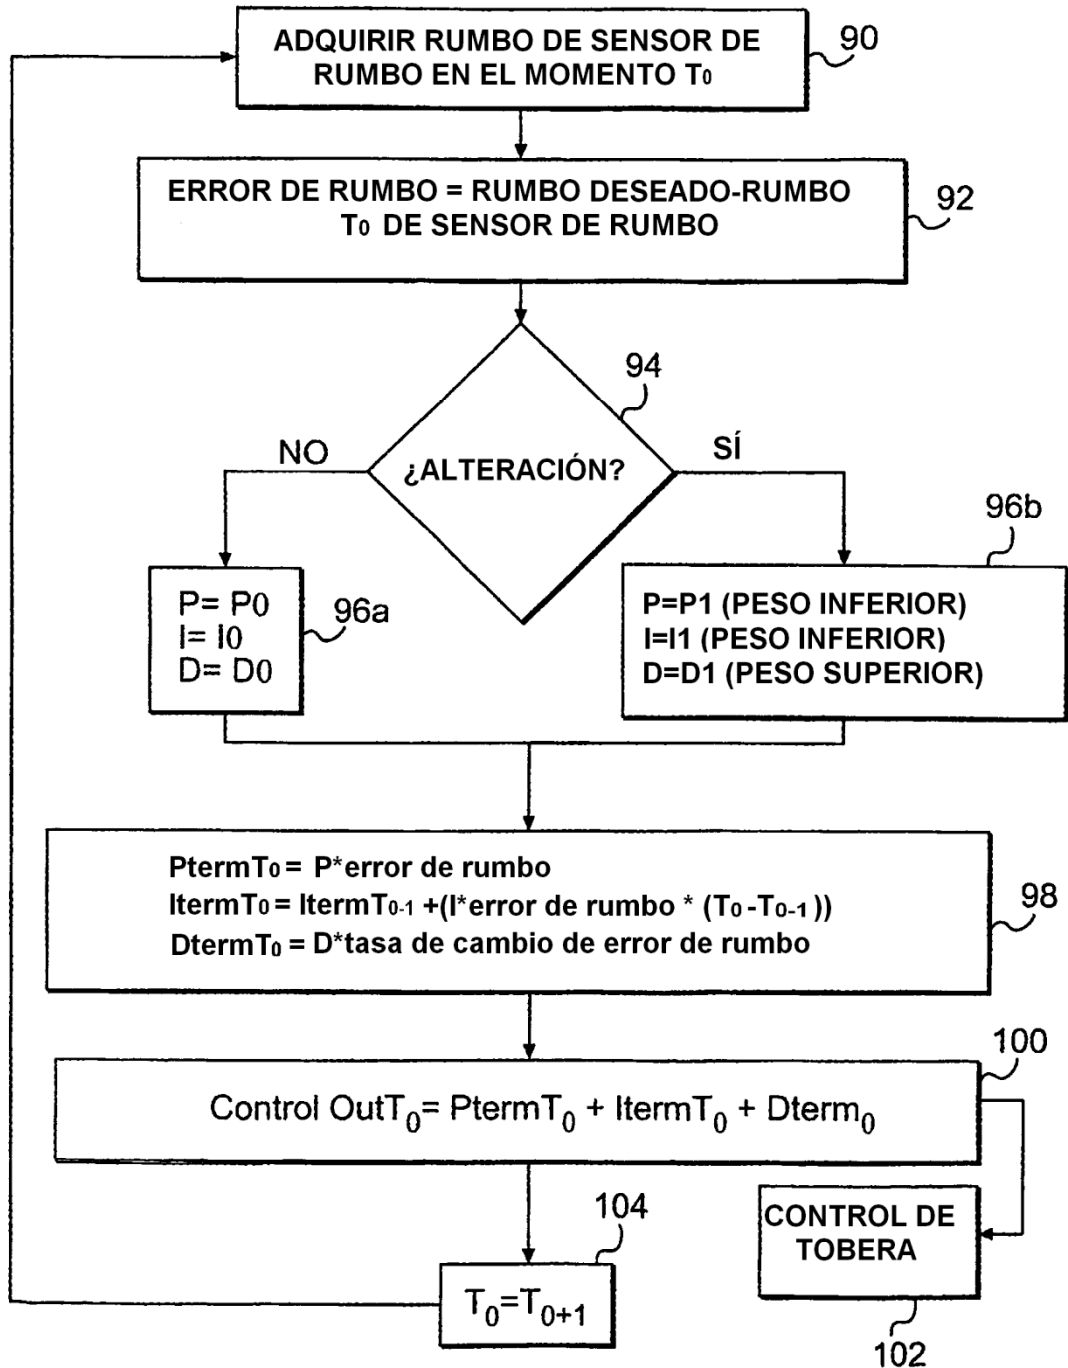 ADQUIRIR RUMBO DE SENSOR DE
RUMBO EN EL MOMENTO T0
90
ERROR DE RUMBO = RUMBO DESEADO-RUMBO
T0 DE SENSOR DE RUMBO
92
94
¿ALTERACIÓN?
NO
SÍ
P= P0
I= I0
D= D0
96a
96b
P=P1 (PESO INFERIOR)
I=I1 (PESO INFERIOR)
D=D1 (PESO SUPERIOR)
PtermT0 = P*error de rumbo
ItermT0 = ItermT0-1 +(I*error de rumbo * (T0 -T0-1 ))
DtermT0 = D*tasa de cambio de error de rumbo
98
100
Control OutT0= PtermT0 + ItermT0 + Dterm0
CONTROL DE
TOBERA
102
104
T0=T0+1